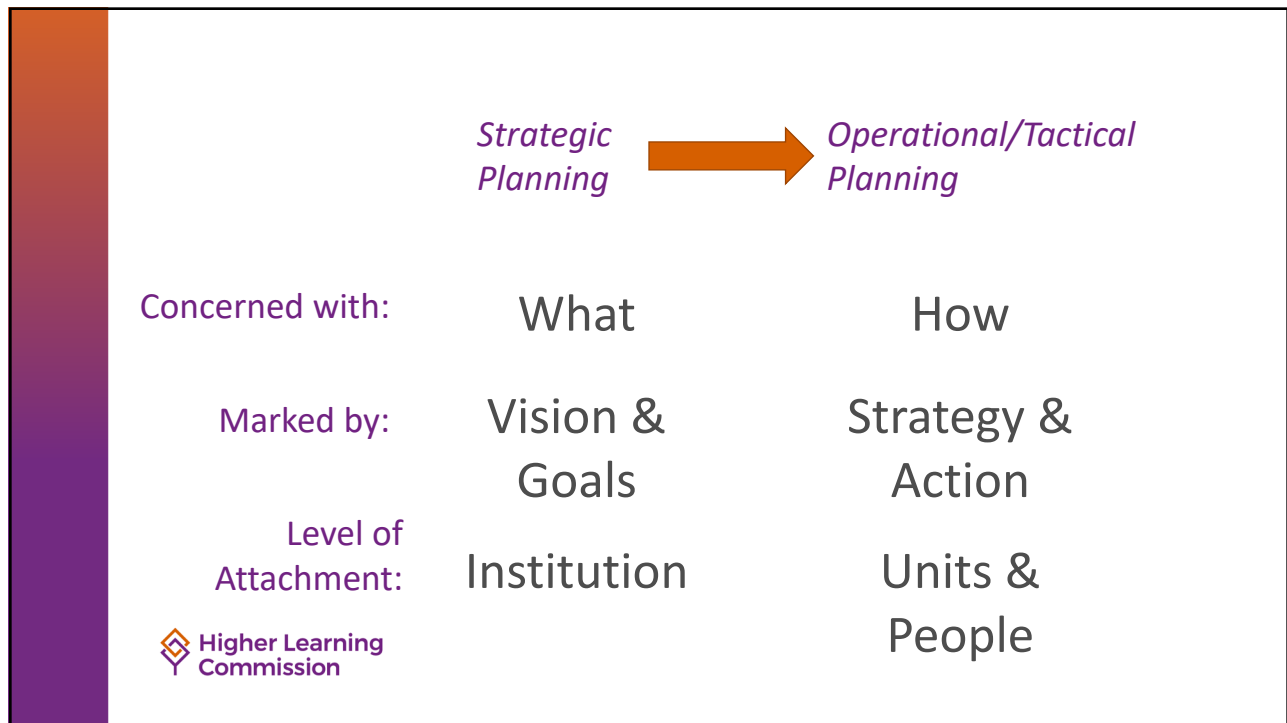 Strategic
Planning
Operational/Tactical
Planning
Concerned with:
What
How
Marked by:
Vision &
Goals
Strategy &
Action
Level of
Attachment:
Institution
Units &
People
Higher Learning
Commission